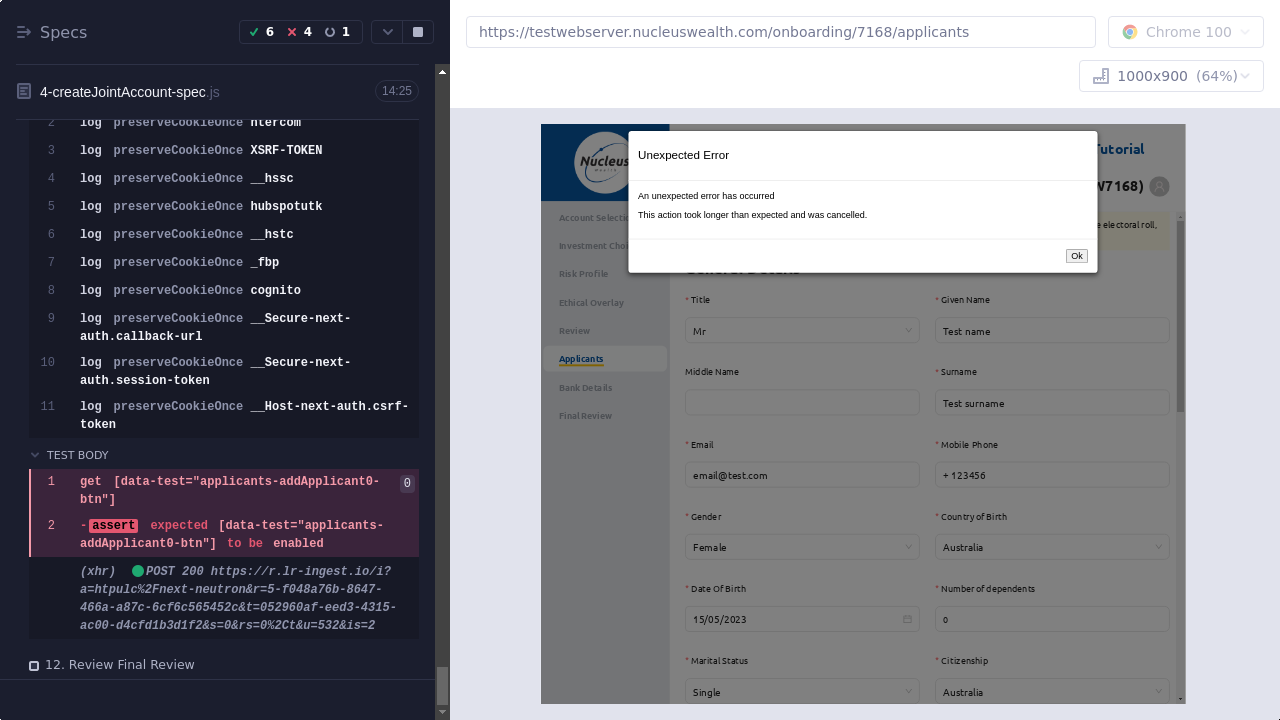 Specs
6
4
1
4-createJointAccount-spec.js
14:25
2 log preserveCookieOnce ntercom
3 log preserveCookieOnce XSRF-TOKEN
4 log preserveCookieOnce __hssc
5 log preserveCookieOnce hubspotutk
6 log preserveCookieOnce __hstc
7 log preserveCookieOnce _fbp
8 log preserveCookieOnce cognito
9 log preserveCookieOnce __Secure-next-
auth.callback-url
10 log preserveCookieOnce __Secure-next-
auth.session-token
11 log preserveCookieOnce __Host-next-auth.csrf-
token
TEST BODY
1 get [data-test="applicants-addApplicant0-
btn"]
0
2 -assert expected [data-test="applicants-
addApplicant0-btn"] to be enabled
(xhr) POST 200 https://r.lr-ingest.io/i?
a=htpulc%2Fnext-neutron&r=5-f048a76b-8647-
466a-a87c-6cf6c565452c&t=052960af-eed3-4315-
ac00-d4cfd1b3d1f2&s=0&rs=0%2Ct&u=532&is=2
12. Review Final Review
https://testwebserver.nucleuswealth.com/onboarding/7168/applicants
Chrome 100
1000x900 (64%)
Nucleus
Wealth
Tutorial
W7168)
Unexpected Error
An unexpected error has occurred
This action took longer than expected and was cancelled.
Ok
e electoral roll,
Account Selectio
Investment Choi
Risk Profile
Ethical Overlay
Review
Applicants
Bank Details
Final Review
* Title
Mr
* Given Name
Test name
Middle Name
* Surname
Test surname
* Email
email@test.com
* Mobile Phone
+ 123456
* Gender
Female
* Country of Birth
Australia
* Date Of Birth
15/05/2023
* Number of dependents
0
* Marital Status
Single
* Citizenship
Australia